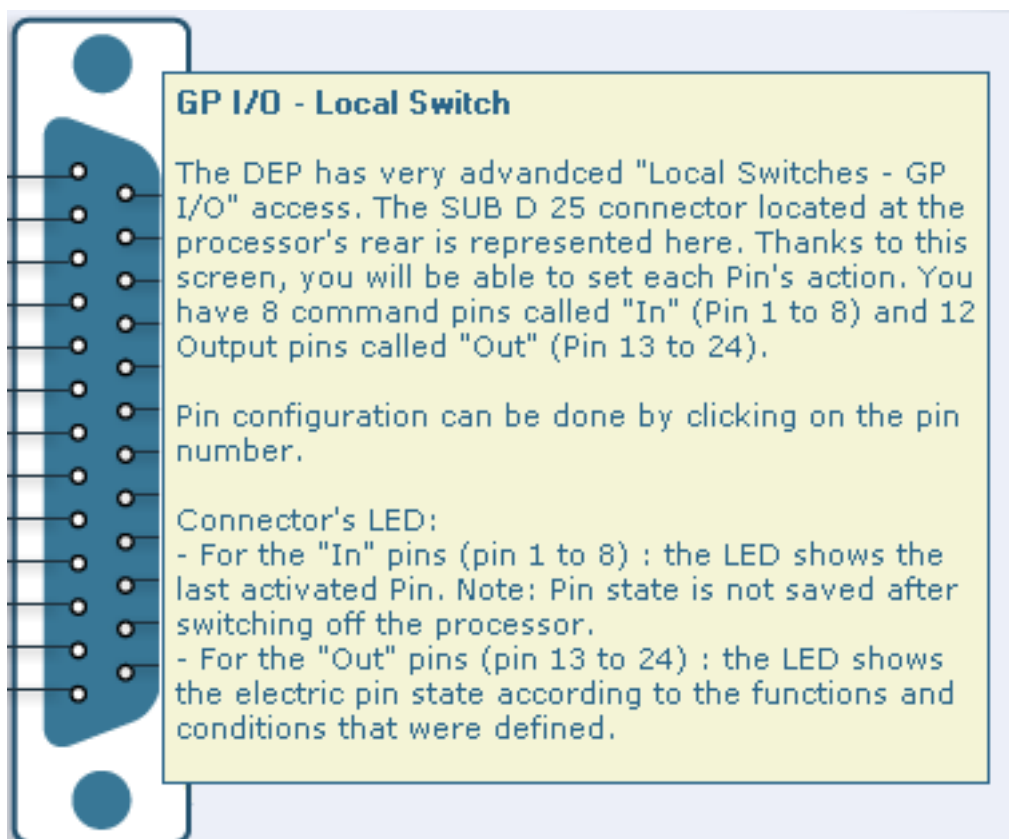 GP I/O - Local Switch
The DEP has very advandced "Local Switches - GP
I/O" access. The SUB D 25 connector located at the
processor's rear is represented here. Thanks to this
screen, you will be able to set each Pin's action. You
have 8 command pins called "In" (Pin 1 to 8) and 12
Output pins called "Out" (Pin 13 to 24).
Pin configuration can be done by clicking on the pin
number.
Connector's LED:
- For the "In" pins (pin 1 to 8) : the LED shows the
last activated Pin. Note: Pin state is not saved after
switching off the processor.
- For the "Out" pins (pin 13 to 24) : the LED shows
the electric pin state according to the functions and
conditions that were defined.